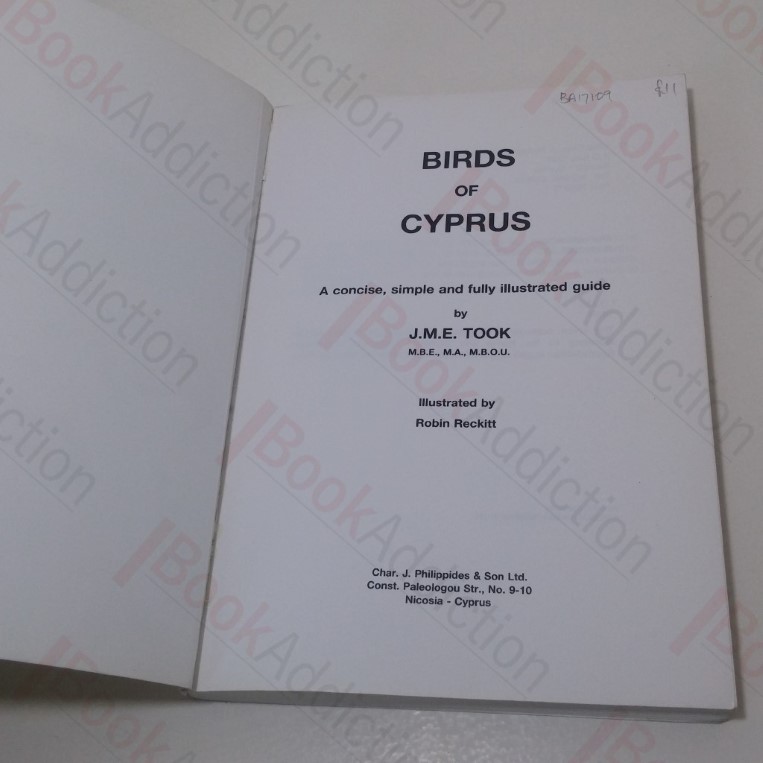 BA17109 £11
BIRDS
OF
CYPRUS
A concise, simple and fully illustrated guide
by
J.M.E. TOOK
M.B.E., M.A., M.B.O.U.
Illustrated by
Robin Reckitt
Char. J. Philippides & Son Ltd.
Const. Paleologou Str., No. 9-10
Nicosia - Cyprus
BookAddiction